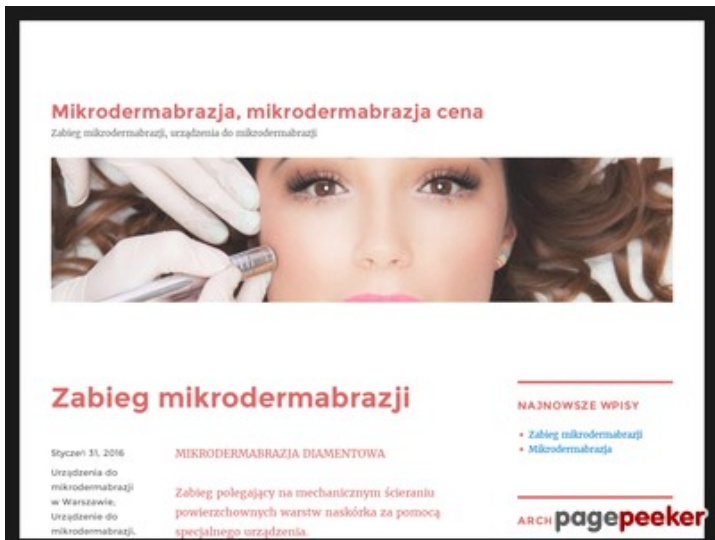 Mikrodermabrazja, mikrodermabrazja cena
Zabieg mikrodermabrazji, urządzenia do mikrodermabrazji
Zabieg mikrodermabrazji
Styczeń 31, 2016
Urządzenia do
mikrodermabrazji
w Warszawie,
Urządzenie do
mikrodermabrazji.
MIKRODERMABRAZJA DIAMENTOWA
Zabieg polegający na mechanicznym ścieraniu
powierzchownych warstw naskórka za pomocą
specjalnego urządzenia.
NAJNOWSZE WPISY
Zabieg mikrodermabrazji
Mikrodermabrazja
ARCH
pagepeeker